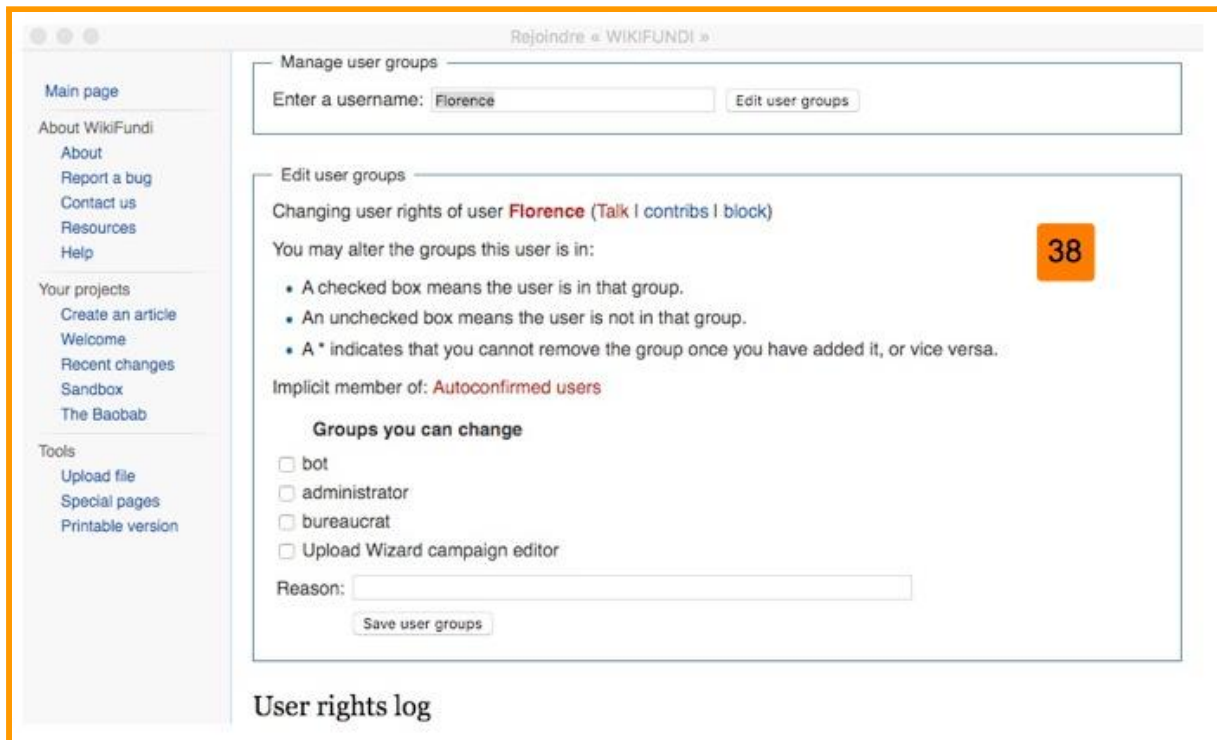 Rejoindre « WIKIFUNDI »
Main page
About WikiFundi
About
Report a bug
Contact us
Resources
Help
Your projects
Create an article
Welcome
Recent changes
Sandbox
The Baobab
Tools
Upload file
Special pages
Printable version
Manage user groups
Enter a username: Florence Edit user groups
Edit user groups
Changing user rights of user Florence (Talk | contribs | block)
You may alter the groups this user is in:
• A checked box means the user is in that group.
• An unchecked box means the user is not in that group.
• A * indicates that you cannot remove the group once you have added it, or vice versa.
Implicit member of: Autoconfirmed users
Groups you can change
bot
administrator
bureaucrat
Upload Wizard campaign editor
Reason:
Save user groups
38
User rights log